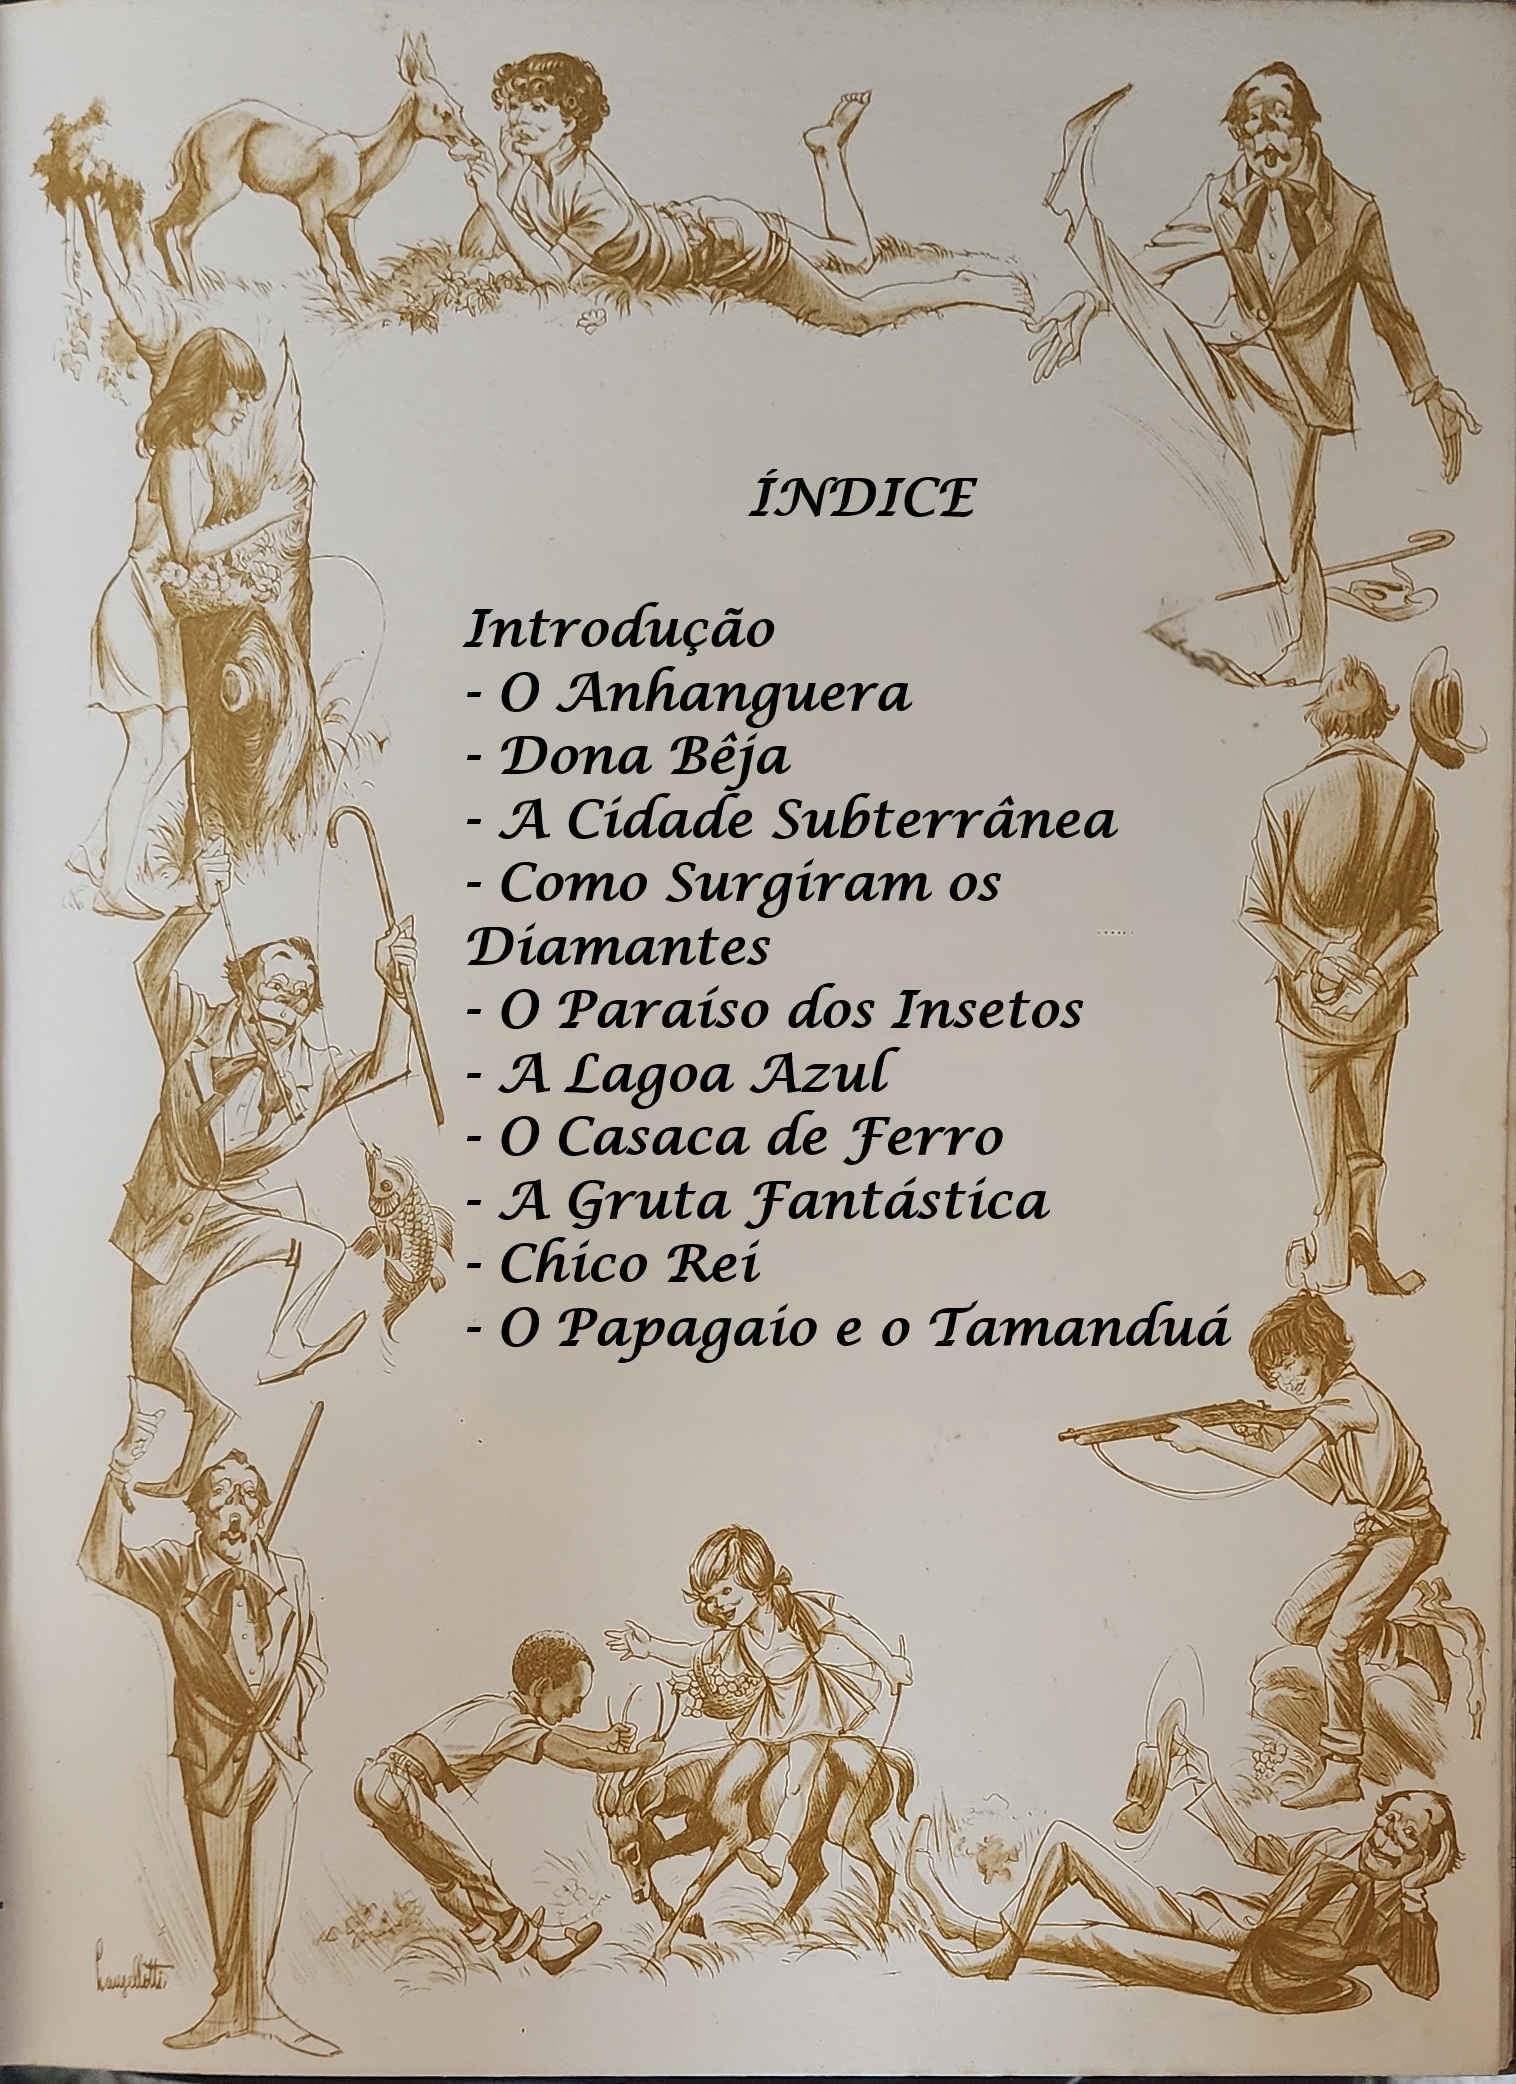 ÍNDICE
Introdução
- O Anhanguera
- Dona Bêja
- A Cidade Subterrânea
- Como Surgiram os
Diamantes
- O Paraíso dos Insetos
- A Lagoa Azul
- O Casaca de Ferro
- A Gruta Fantástica
- Chico Rei
- O Papagaio e o Tamanduá